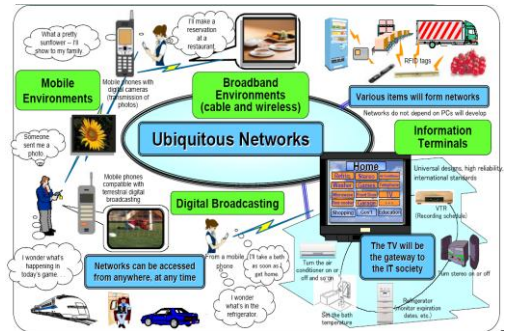 What a pretty
sunflower – I'll
show to my family.
I'll make a
reservation
at a
restaurant.
RFID tags
Mobile
Environments
Mobile phones with
digital cameras
(transmission of
photos)
Broadband
Environments
(cable and wireless)
Various items will form networks
Networks do not depend on PCs will develop
Ubiquitous Networks
Information
Terminals
Someone
sent me a
photo.
Universal designs, high reliability,
international standards
Home
Shopping
Gov't
Education
Mobile phones
compatible with
terrestrial digital
broadcasting
Digital Broadcasting
VTR
(Recording schedule)
I wonder what's
happening in
today's game.
Networks can be accessed
from anywhere, at any time
From a mobile
phone
I'll take a bath
as soon as I
get home.
The TV will be
the gateway to
the IT society
Turn the air
conditioner on or
off and so on
Turn stereo on or off
I wonder
what's in the
refrigerator.
Set the bath
temperature
Refrigerator
(monitor expiration
dates, etc.)